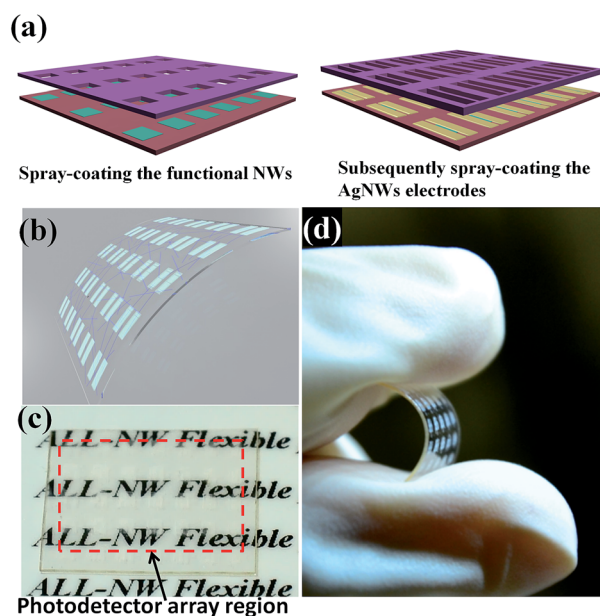 (a)
Spray-coating the functional NWs
Subsequently spray-coating the
AgNWs electrodes
(b)
(d)
(c)
ALL-NW Flexible
ALL-NW Flexible
ALL-NW Flexible
ALL-NW Flexible
Photodetector array region